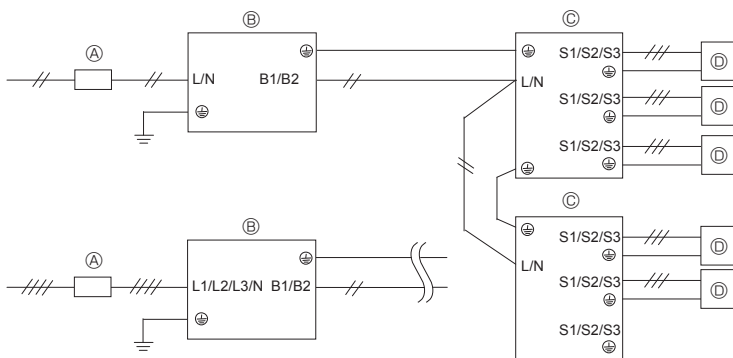 Ⓑ
Ⓒ
Ⓐ
L/N
B1/B2
L/N
S1/S2/S3
Ⓓ
S1/S2/S3
Ⓓ
S1/S2/S3
Ⓓ
Ⓑ
Ⓐ
L1/L2/L3/N B1/B2
Ⓒ
L/N
S1/S2/S3
Ⓓ
S1/S2/S3
Ⓓ
S1/S2/S3